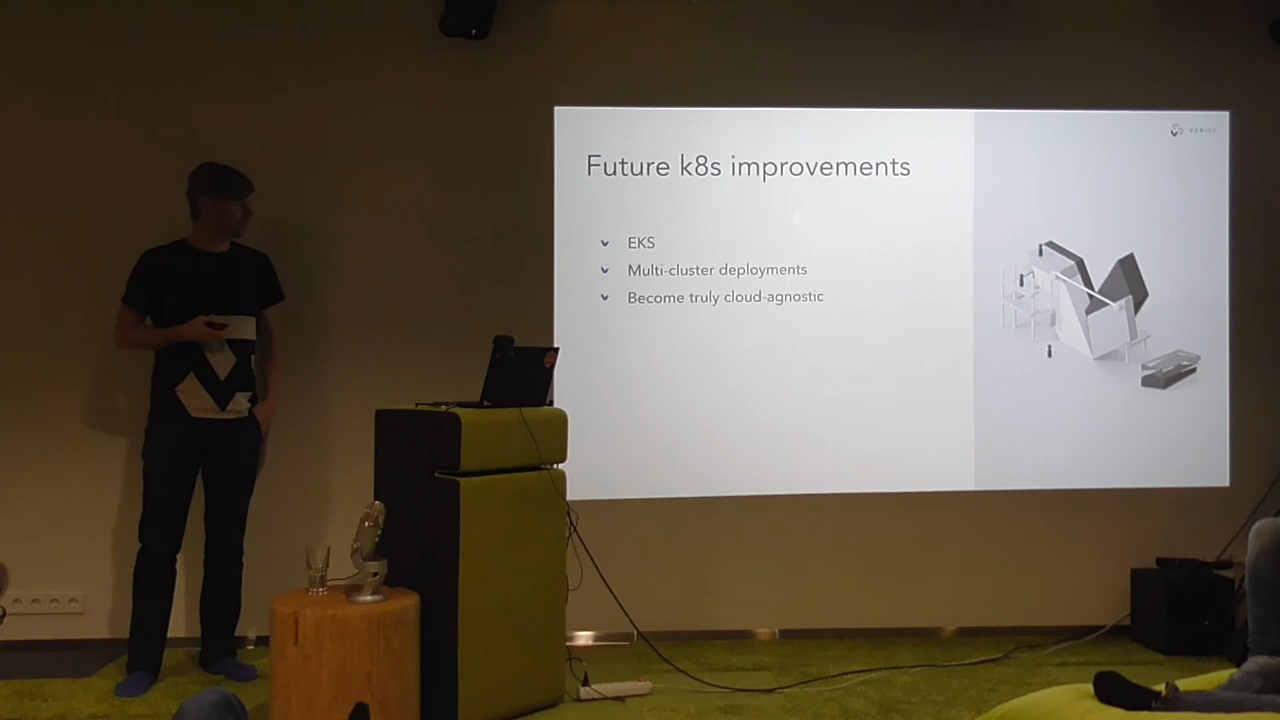 Future k8s improvements
EKS
Multi-cluster deployments
Become truly cloud-agnostic